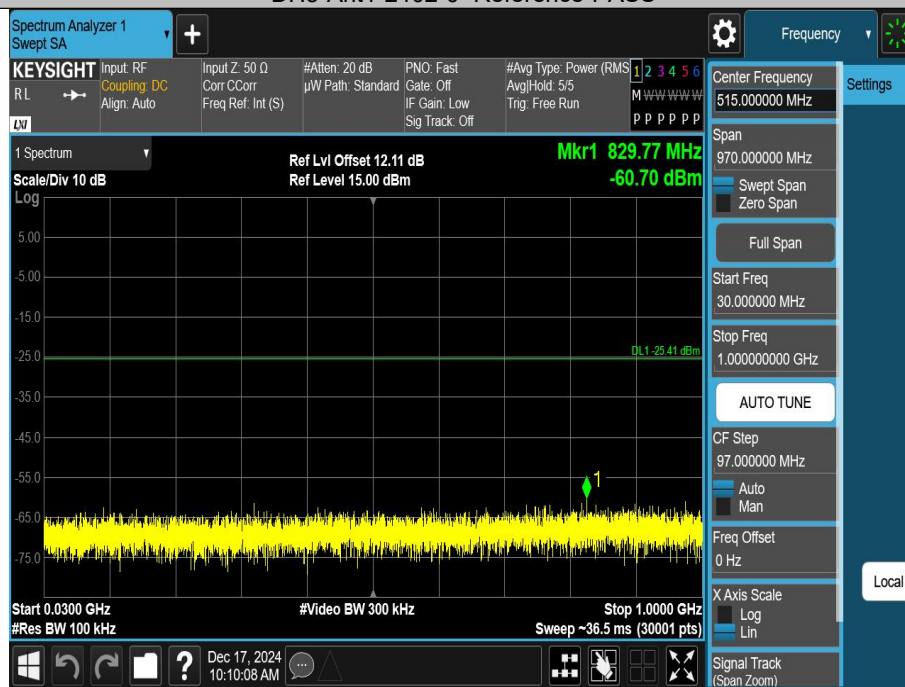 Spectrum Analyzer 1
Swept SA
+
Frequency
KEYSIGHT
RL
LXI
Input: RF
Coupling: DC
Align: Auto
Input Z: 50 Ω
Corr CCorr
Freq Ref: Int (S)
#Atten: 20 dB
µW Path: Standard
PNO: Fast
Gate: Off
IF Gain: Low
Sig Track: Off
#Avg Type: Power (RMS
Avg|Hold: 5/5
Trig: Free Run
1 2 3 4 5 6
M W W W W W
P P P P P P
1 Spectrum
Scale/Div 10 dB
Log
Ref Lvl Offset 12.11 dB
Ref Level 15.00 dBm
Mkr1 829.77 MHz
-60.70 dBm
5.00
-5.00
-15.0
-25.0
-35.0
-45.0
-55.0
-65.0
-75.0
DL1 -25.41 dBm
1
Start 0.0300 GHz
#Res BW 100 kHz
#Video BW 300 kHz
Stop 1.0000 GHz
Sweep ~36.5 ms (30001 pts)
Dec 17, 2024
10:10:08 AM
?
Center Frequency
515.000000 MHz
Span
970.000000 MHz
Swept Span
Zero Span
Full Span
Start Freq
30.000000 MHz
Stop Freq
1.000000000 GHz
AUTO TUNE
CF Step
97.000000 MHz
Auto
Man
Freq Offset
0 Hz
X Axis Scale
Log
Lin
Signal Track
(Span Zoom)
Settings
Local